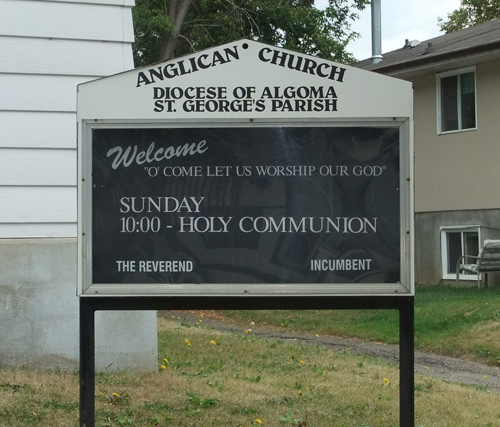 ANGLICAN • CHURCH
DIOCESE OF ALGOMA
ST. GEORGE'S PARISH
Welcome
"O' COME LET US WORSHIP OUR GOD"
SUNDAY
10:00 - HOLY COMMUNION
THE REVEREND INCUMBENT